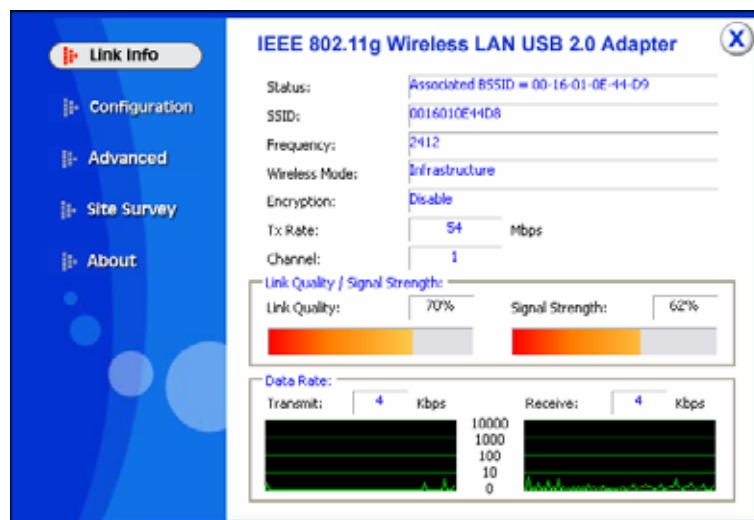 Link Info
Configuration
Advanced
Site Survey
About
IEEE 802.11g Wireless LAN USB 2.0 Adapter
X
Status: Associated BSSID = 00-16-01-0E-44-D9
SSID: 0016010E44D8
Frequency: 2412
Wireless Mode: Infrastructure
Encryption: Disable
Tx Rate: 54 Mbps
Channel: 1
Link Quality / Signal Strength:
Link Quality: 70% Signal Strength: 62%
Data Rate:
Transmit: 4 Kbps Receive: 4 Kbps
10000
1000
100
10
0